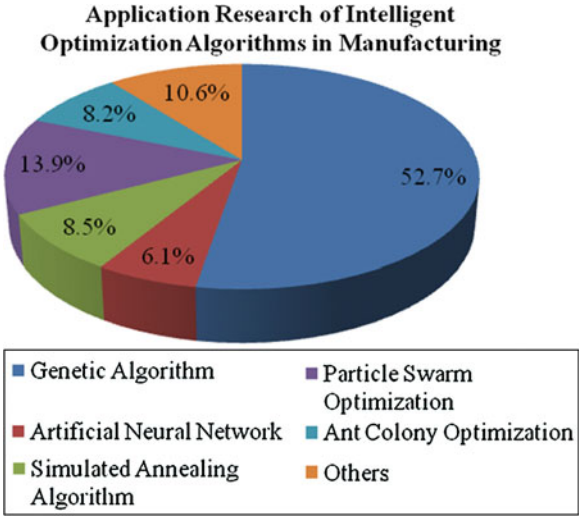 Application Research of Intelligent
Optimization Algorithms in Manufacturing
10.6%
8.2%
52.7%
13.9%
8.5%
6.1%
Genetic Algorithm
Particle Swarm
Optimization
Artificial Neural Network
Ant Colony Optimization
Simulated Annealing
Algorithm
Others